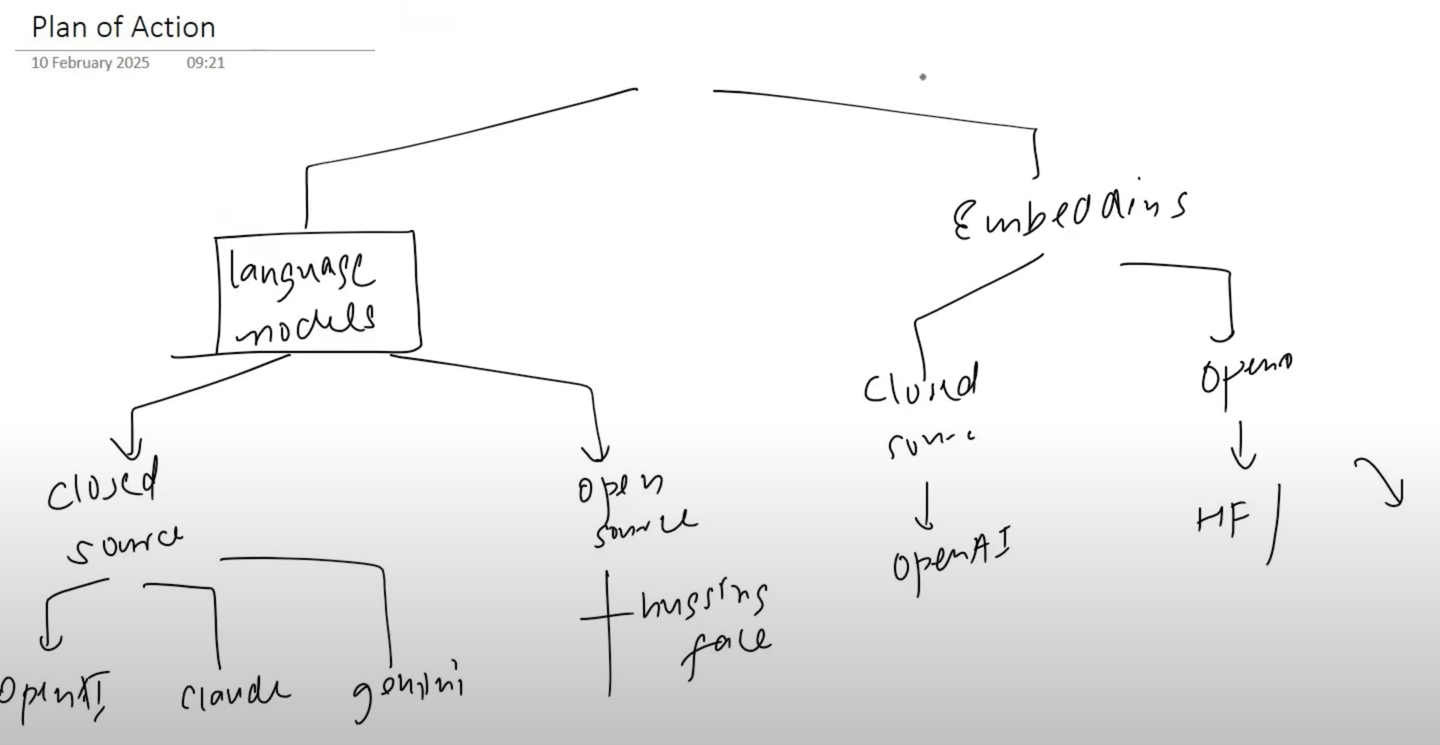 Plan of Action
10 February 2025 09:21
Embeddins
language
models
Closed
source
open
source
Closed
sourc
open
OpenAI
HF
hugging
face
OpenAI
Claude
gemini